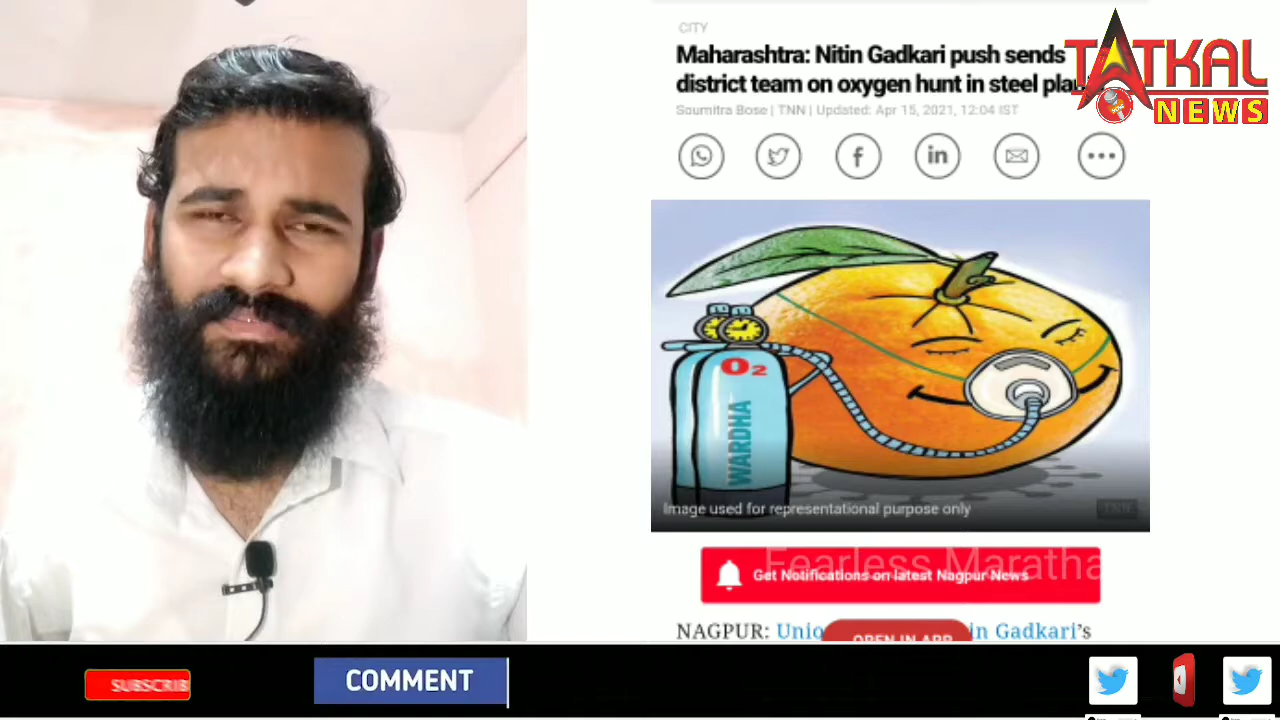 CITY
Maharashtra: Nitin Gadkari push sends
district team on oxygen hunt in steel
Soumitra Bose | TNN | Updated: Apr 15, 2021, 12:04 IST
TATKAL
NEWS
O2
WARDHA
Image used for representational purpose only
Fearless Maratha
Get Notifications on latest Nagpur News
NAGPUR: in Gadkari's
OPEN IN APP
SUBSCRIB
COMMENT